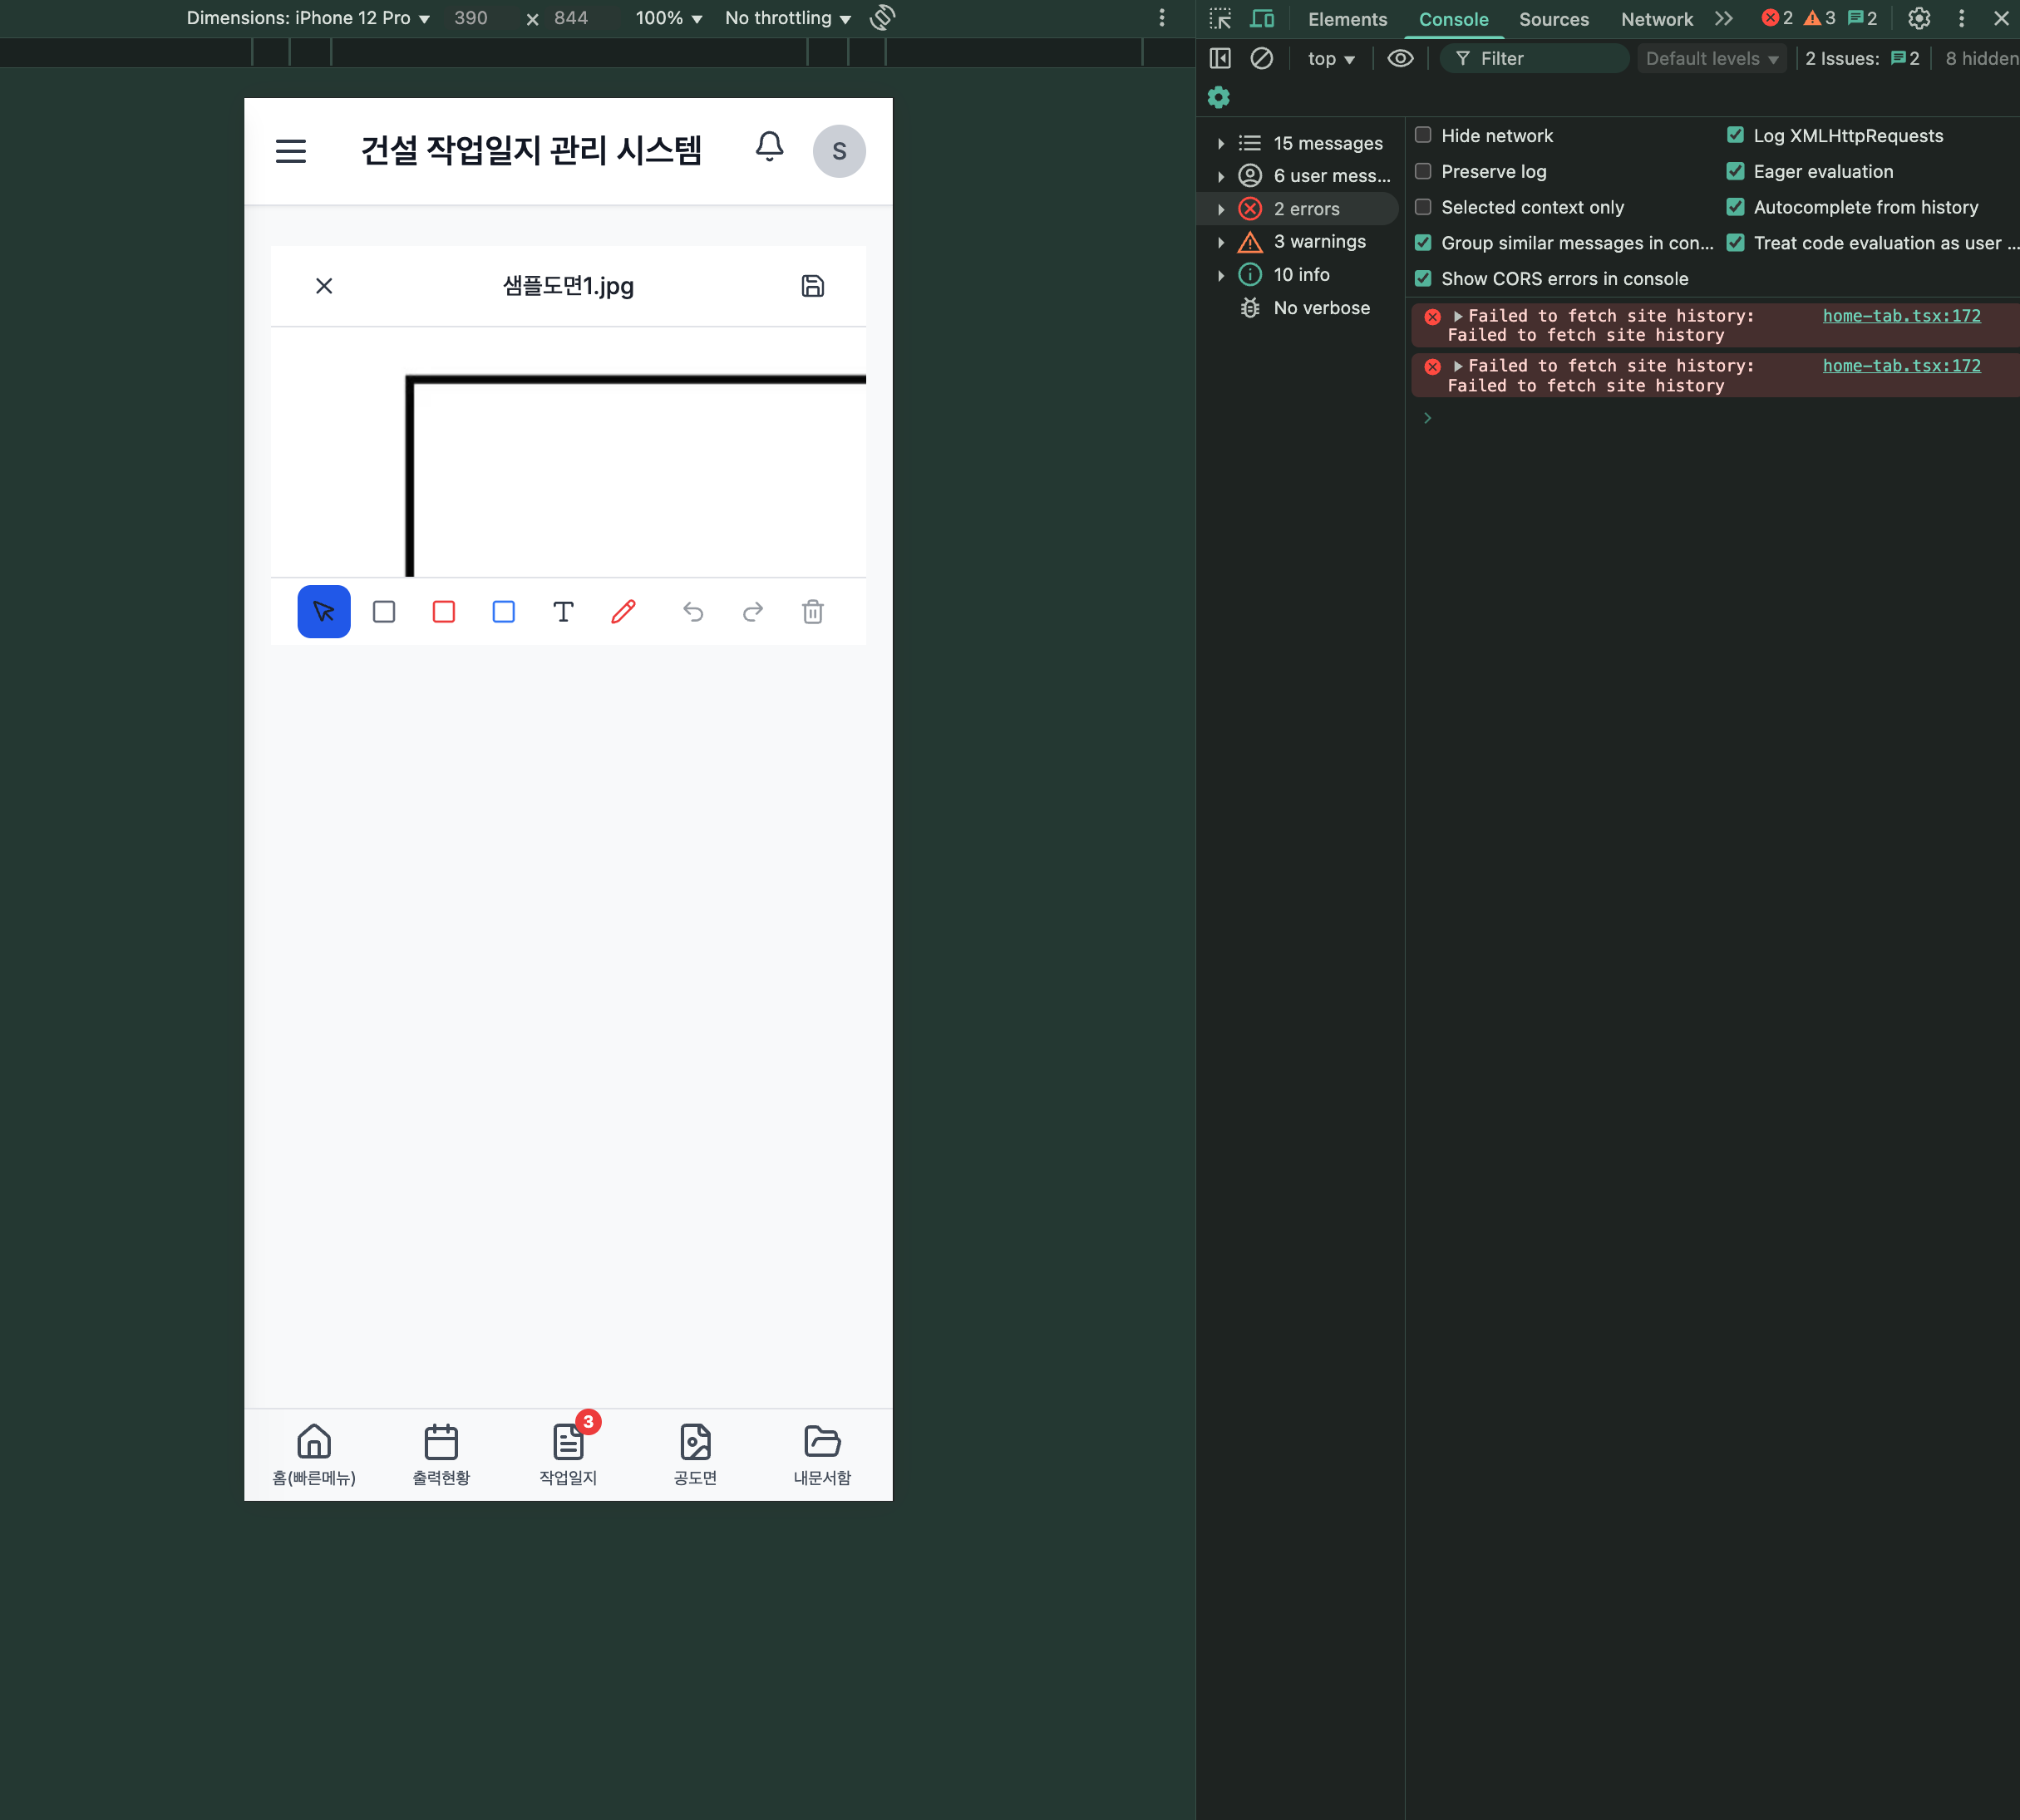 Dimensions: iPhone 12 Pro 390 x 844 100% No throttling
Elements Console Sources Network 2 3 2
top Filter Default levels 2 Issues: 2 8 hidden
건설 작업일지 관리 시스템 S
샘플도면1.jpg
T
홈(빠른메뉴) 출력현황 3 작업일지 공도면 내문서함
15 messages
6 user mess...
2 errors
3 warnings
10 info
No verbose
Hide network Log XMLHttpRequests
Preserve log Eager evaluation
Selected context only Autocomplete from history
Group similar messages in con... Treat code evaluation as user ...
Show CORS errors in console
Failed to fetch site history: home-tab.tsx:172
Failed to fetch site history
Failed to fetch site history: home-tab.tsx:172
Failed to fetch site history